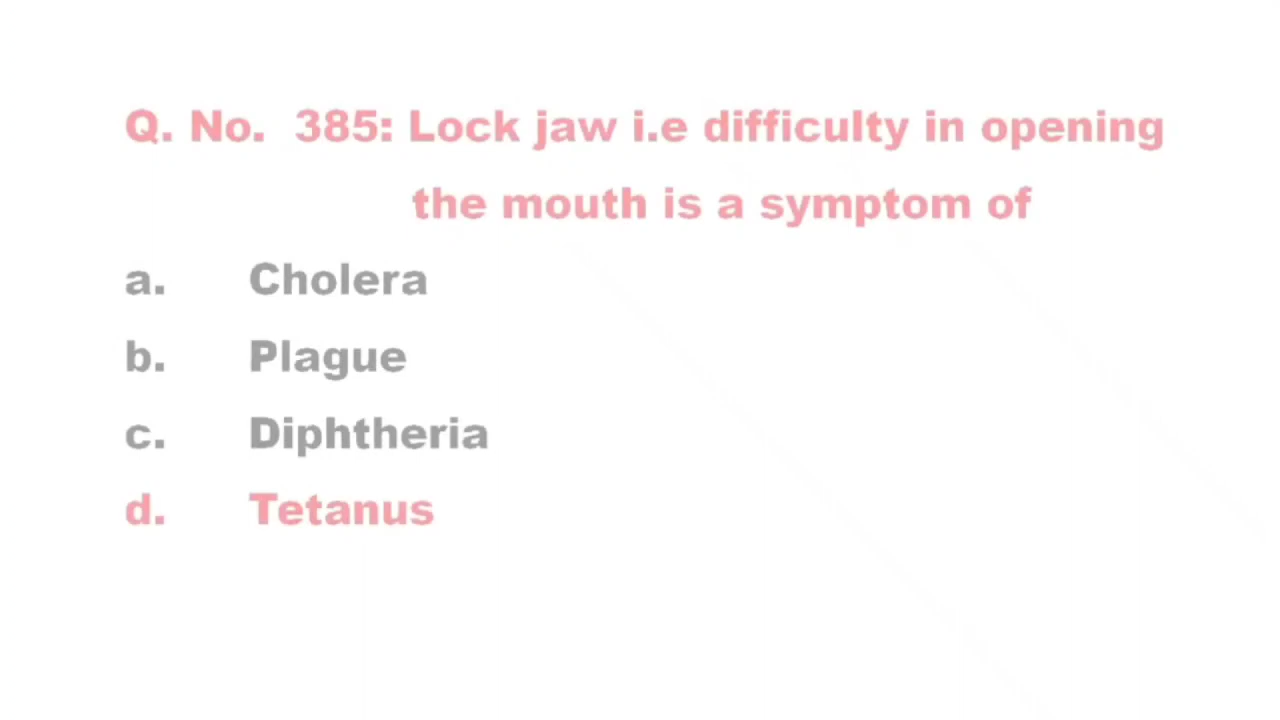 Q. No. 385: Lock jaw i.e difficulty in opening
the mouth is a symptom of
a. Cholera
b. Plague
c. Diphtheria
d. Tetanus